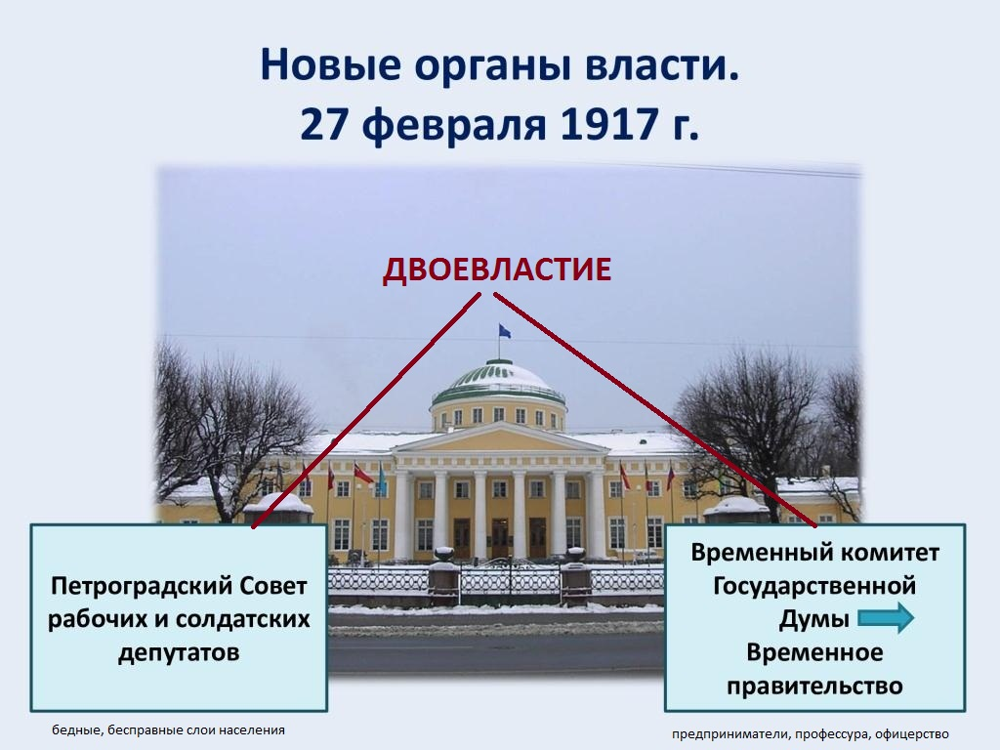 Новые органы власти.
27 февраля 1917 г.
ДВОЕВЛАСТИЕ
Петроградский Совет
рабочих и солдатских
депутатов
Временный комитет
Государственной
Думы
Временное
правительство
бедные, бесправные слои населения
предприниматели, профессура, офицерство